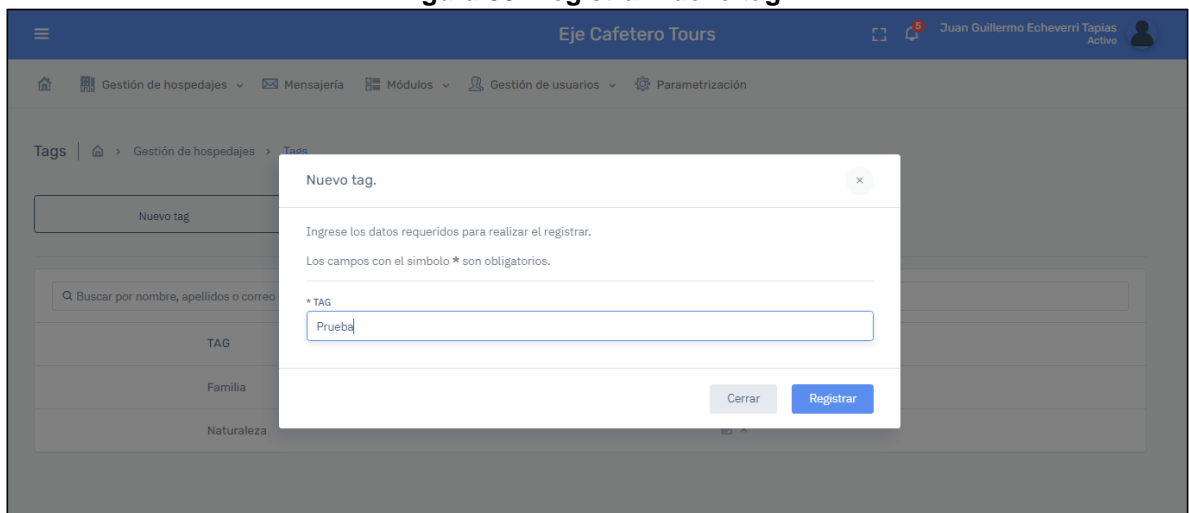 Eje Cafetero Tours
5
Juan Guillermo Echeverri Tapias
Activo
Gestión de hospedajes
Mensajería
Módulos
Gestión de usuarios
Parametrización
Tags
Gestión de hospedajes
Tags
Nuevo tag
Buscar por nombre, apellidos o correo
TAG
Familia
Naturaleza
Nuevo tag.
Ingrese los datos requeridos para realizar el registrar.
Los campos con el simbolo * son obligatorios.
* TAG
Prueba
Cerrar
Registrar